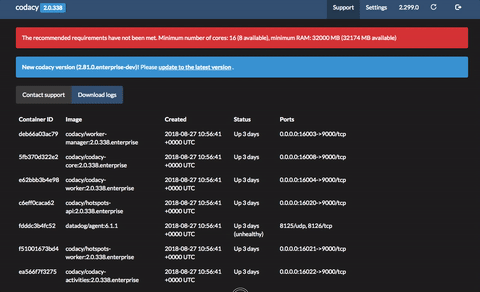 codacy 2.0.338 Support Settings 2.299.0
The recommended requirements have not been met. Minimum number of cores: 16 (8 available), minimum RAM: 32000 MB (32174 MB available)
New codacy version (2.81.0.enterprise-dev)! Please update to the latest version .
Contact support Download logs
Container ID Image Created Status Ports
deb66a03ac79 codacy/worker- 2018-08-27 10:56:41 Up 3 days 0.0.0.0:16003->9000/tcp
manager:2.0.338.enterprise +0000 UTC
5fb370d322e2 codacy/codacy- 2018-08-27 10:56:41 Up 3 days 0.0.0.0:16008->9000/tcp
core:2.0.338.enterprise +0000 UTC
e62bbb3b4e98 codacy/codacy- 2018-08-27 10:56:41 Up 3 days 0.0.0.0:16004->9000/tcp
worker:2.0.338.enterprise +0000 UTC
c6eff0caca62 codacy/hotspots- 2018-08-27 10:56:41 Up 3 days 0.0.0.0:16020->9000/tcp
api:2.0.338.enterprise +0000 UTC
fdddc3b4fc52 datadog/agent:6.1.1 2018-08-27 10:56:41 Up 3 days 8125/udp, 8126/tcp
+0000 UTC (unhealthy)
f51001673bd4 codacy/hotspots- 2018-08-27 10:56:41 Up 3 days 0.0.0.0:16021->9000/tcp
worker:2.0.338.enterprise +0000 UTC
ea566f7f3275 codacy/codacy- 2018-08-27 10:56:41 Up 3 days 0.0.0.0:16022->9000/tcp
activities:2.0.338.enterprise +0000 UTC